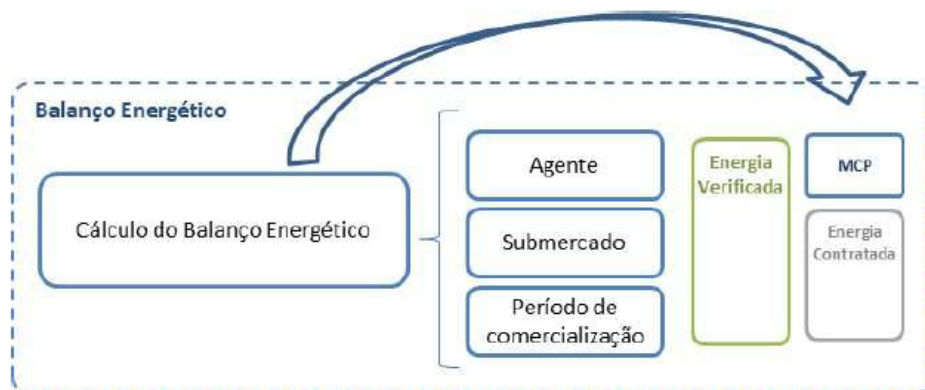 Balanço Energético
Cálculo do Balanço Energético
Agente
Submercado
Período de
comercialização
Energia
Verificada
MCP
Energia
Contratada